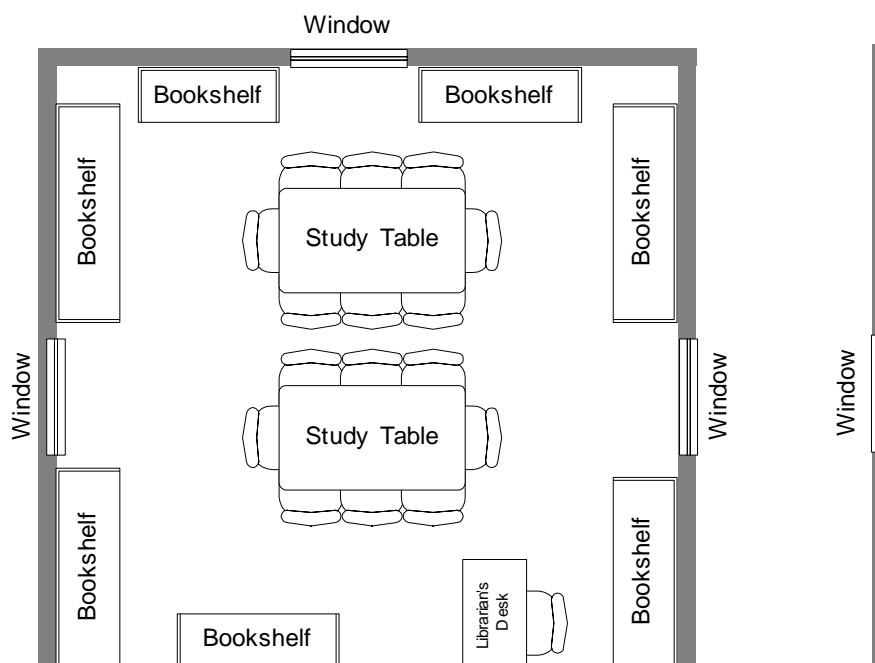 Window
Bookshelf
Bookshelf
Bookshelf
Bookshelf
Study Table
Window
Window
Window
Study Table
Bookshelf
Bookshelf
Librarian's
Desk
Bookshelf